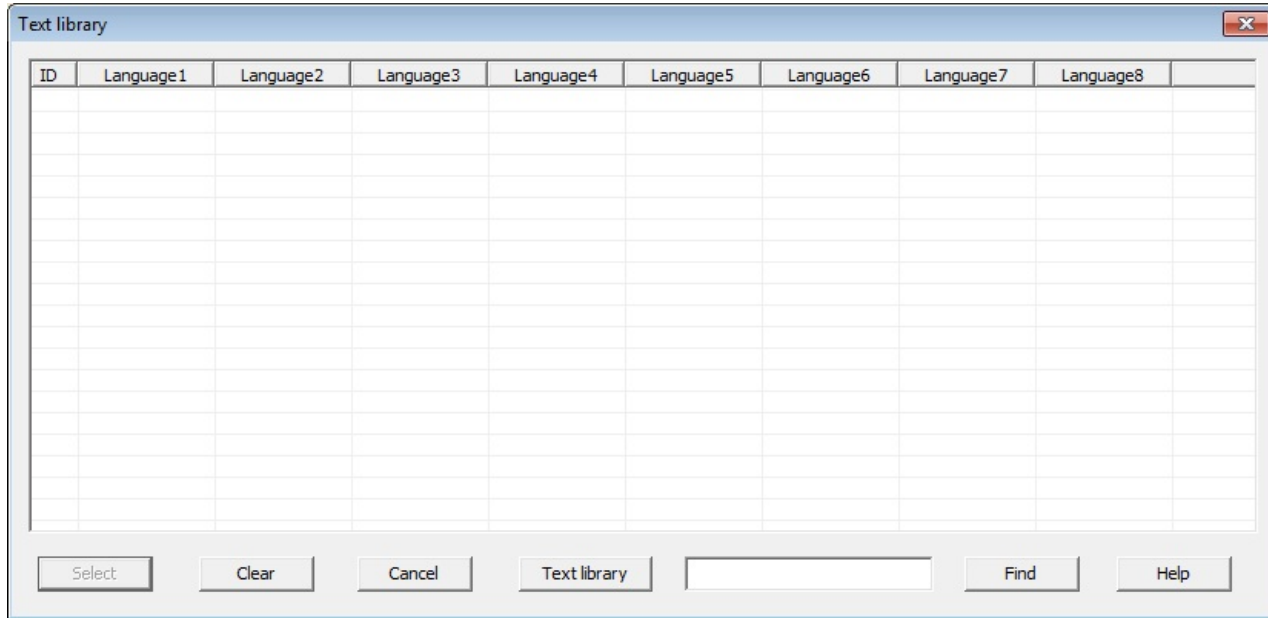 Text library
ID Language1 Language2 Language3 Language4 Language5 Language6 Language7 Language8
Select Clear Cancel Text library Find Help